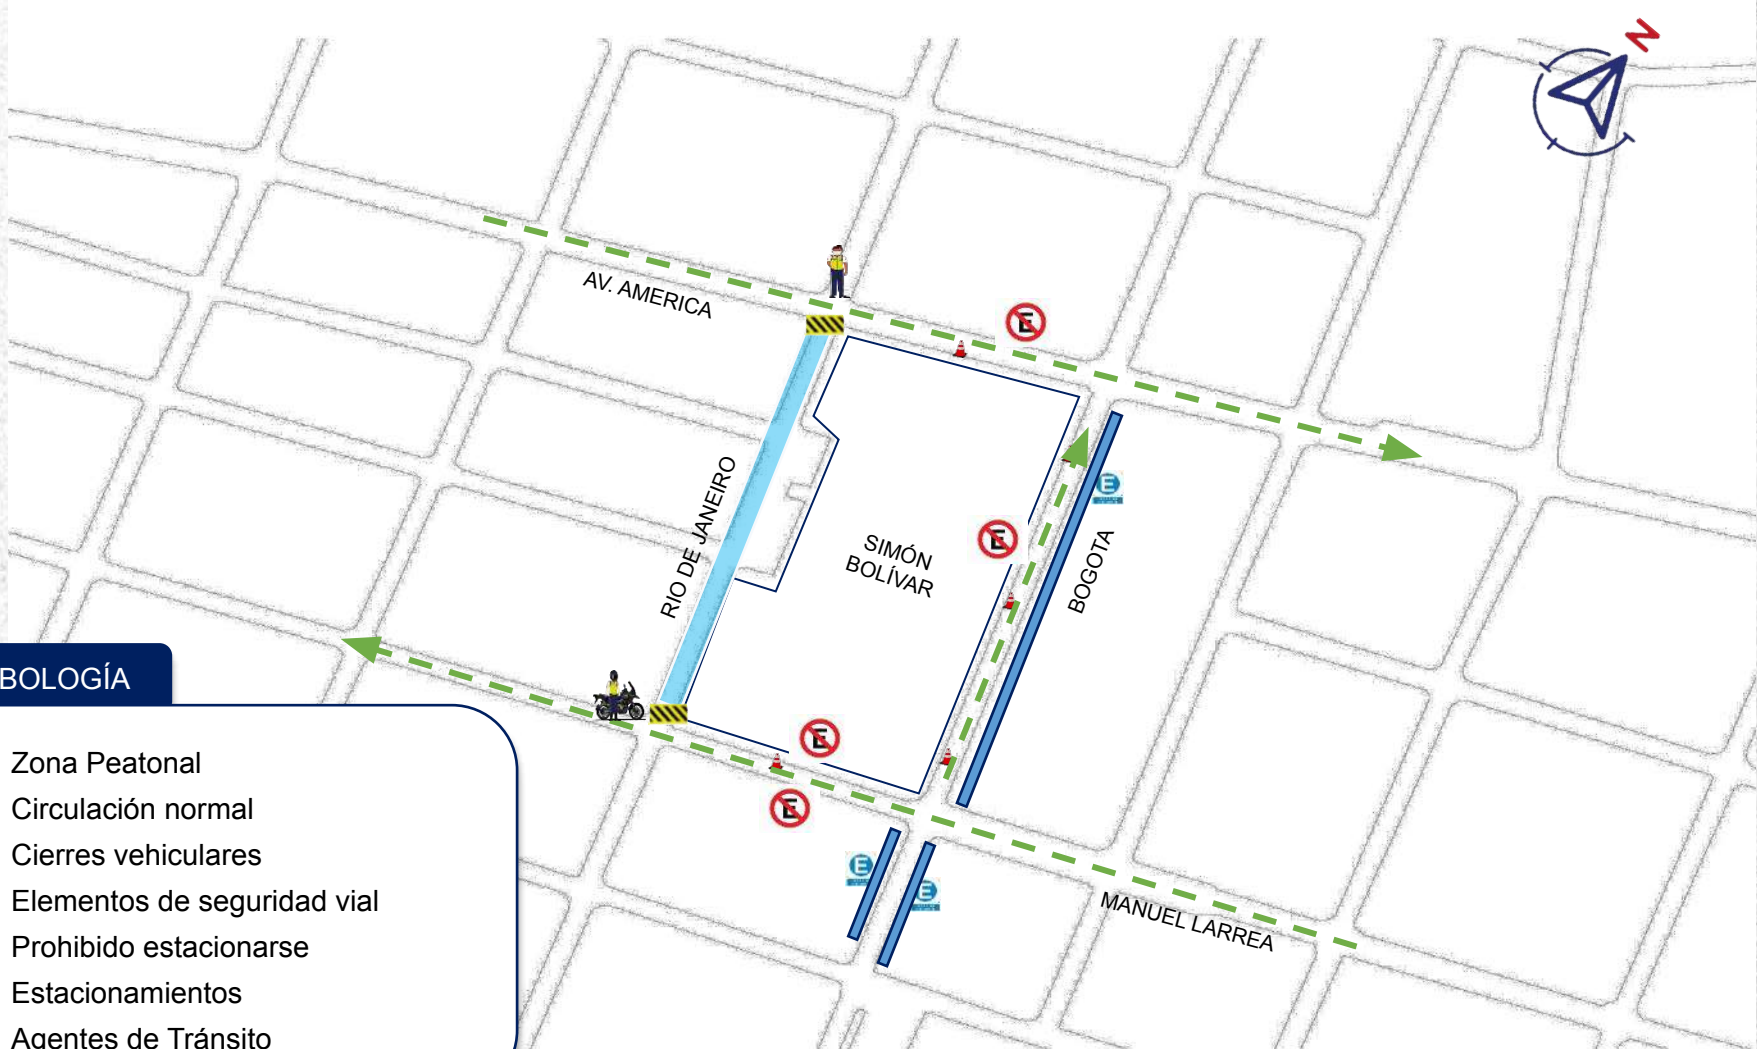 N
AV. AMERICA
E
RIO DE JANEIRO
SIMÓN
BOLÍVAR
E
E
BOGOTA
BOLOGÍA
E
E
E
E
MANUEL LARREA
Zona Peatonal
Circulación normal
Cierres vehiculares
Elementos de seguridad vial
Prohibido estacionarse
Estacionamientos
Agentes de Tránsito